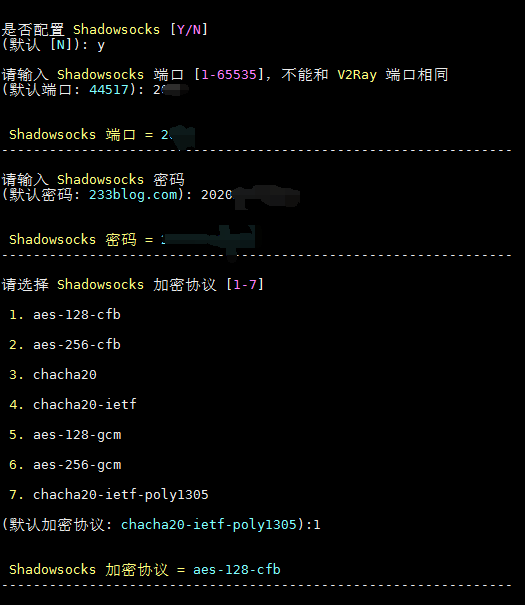 是否配置 Shadowsocks [Y/N]
(默认 [N]): y
请输入 Shadowsocks 端口 [1-65535], 不能和 V2Ray 端口相同
(默认端口: 44517): 2
Shadowsocks 端口 = 2
----------------------------------------------------------------
请输入 Shadowsocks 密码
(默认密码: 233blog.com): 2020
Shadowsocks 密码 =
----------------------------------------------------------------
请选择 Shadowsocks 加密协议 [1-7]
1. aes-128-cfb
2. aes-256-cfb
3. chacha20
4. chacha20-ietf
5. aes-128-gcm
6. aes-256-gcm
7. chacha20-ietf-poly1305
(默认加密协议: chacha20-ietf-poly1305):1
Shadowsocks 加密协议 = aes-128-cfb
----------------------------------------------------------------